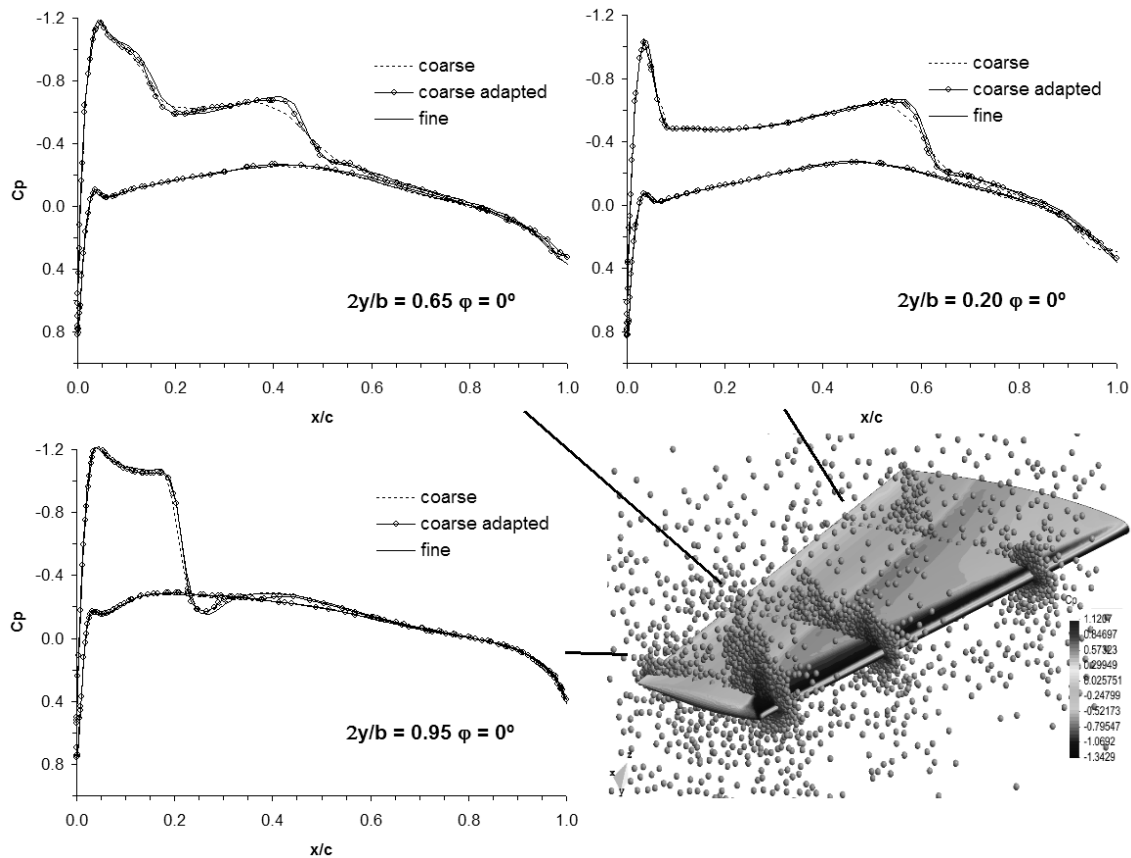 -1.2
-0.8
-0.4
0.0
0.4
0.8
Cp
coarse
coarse adapted
fine
2y/b = 0.65 φ = 0º
0.0 0.2 0.4 0.6 0.8 1.0
x/c
-1.2
-0.8
-0.4
0.0
0.4
0.8
coarse
coarse adapted
fine
2y/b = 0.20 φ = 0º
0.0 0.2 0.4 0.6 0.8 1.0
x/c
-1.2
-0.8
-0.4
0.0
0.4
0.8
Cp
coarse
coarse adapted
fine
2y/b = 0.95 φ = 0º
0.0 0.2 0.4 0.6 0.8 1.0
x/c
Cp
1.1207
0.84697
0.57323
0.29949
0.025751
-0.24799
-0.52173
-0.79547
-1.0692
-1.3429
z
x
y